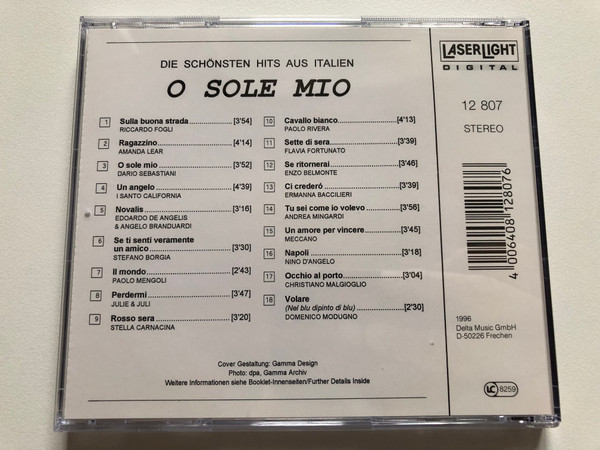 DIE SCHÖNSTEN HITS AUS ITALIEN
O SOLE MIO
1 Sulla buona strada ..................[3'54]
RICCARDO FOGLI
2 Ragazzino ..................[4'14]
AMANDA LEAR
3 O sole mio ..................[3'52]
DARIO SEBASTIANI
4 Un angelo ..................[4'39]
I SANTO CALIFORNIA
5 Novalis ..................[3'16]
EDOARDO DE ANGELIS
& ANGELO BRANDUARDI
6 Se ti senti veramente
un amico ..................[3'30]
STEFANO BORGIA
7 Il mondo ..................[2'43]
PAOLO MENGOLI
8 Perdermi ..................[3'47]
JULIE & JULI
9 Rosso sera ..................[3'20]
STELLA CARNACINA
10 Cavallo bianco ..................[4'13]
PAOLO RIVERA
11 Sette di sera ..................[3'39]
FLAVIA FORTUNATO
12 Se ritornerai ..................[3'46]
ENZO BELMONTE
13 Ci crederó ..................[3'39]
ERMANNA BACCILIERI
14 Tu sei come io volevo ..................[3'56]
ANDREA MINGARDI
15 Un amore per vincere ..................[3'45]
MECCANO
16 Napoli ..................[3'18]
NINO D'ANGELO
17 Occhio al porto ..................[3'04]
CHRISTIANO MALGIOGLIO
18 Volare
(Nel blu dipinto di blu) ..................[2'30]
DOMENICO MODUGNO
Cover Gestaltung: Gamma Design
Photo: dpa, Gamma Archiv
Weitere Informationen siehe Booklet-Innenseiten/Further Details Inside
LASERLIGHT
DIGITAL
12 807
STEREO
4 006408 128076
1996
Delta Music GmbH
D-50226 Frechen
LC 8259